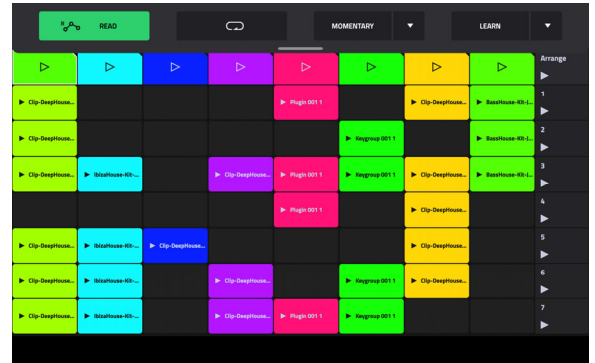 READ
MOMENTARY
LEARN
Arrange
Clip-DeepHouse...
Plugin 001 1
Clip-DeepHouse...
BassHouse-Kit-J...
1
Clip-DeepHouse...
Keygroup 001 1
BassHouse-Kit-J...
2
Clip-DeepHouse...
IbizaHouse-Kit-...
Clip-DeepHouse...
Plugin 001 1
Keygroup 001 1
Clip-DeepHouse...
BassHouse-Kit-J...
3
Plugin 001 1
Clip-DeepHouse...
4
Clip-DeepHouse...
IbizaHouse-Kit-...
Clip-DeepHouse...
Clip-DeepHouse...
5
Clip-DeepHouse...
IbizaHouse-Kit-...
Clip-DeepHouse...
Keygroup 001 1
Clip-DeepHouse...
6
Clip-DeepHouse...
IbizaHouse-Kit-...
Clip-DeepHouse...
Plugin 001 1
Keygroup 001 1
7